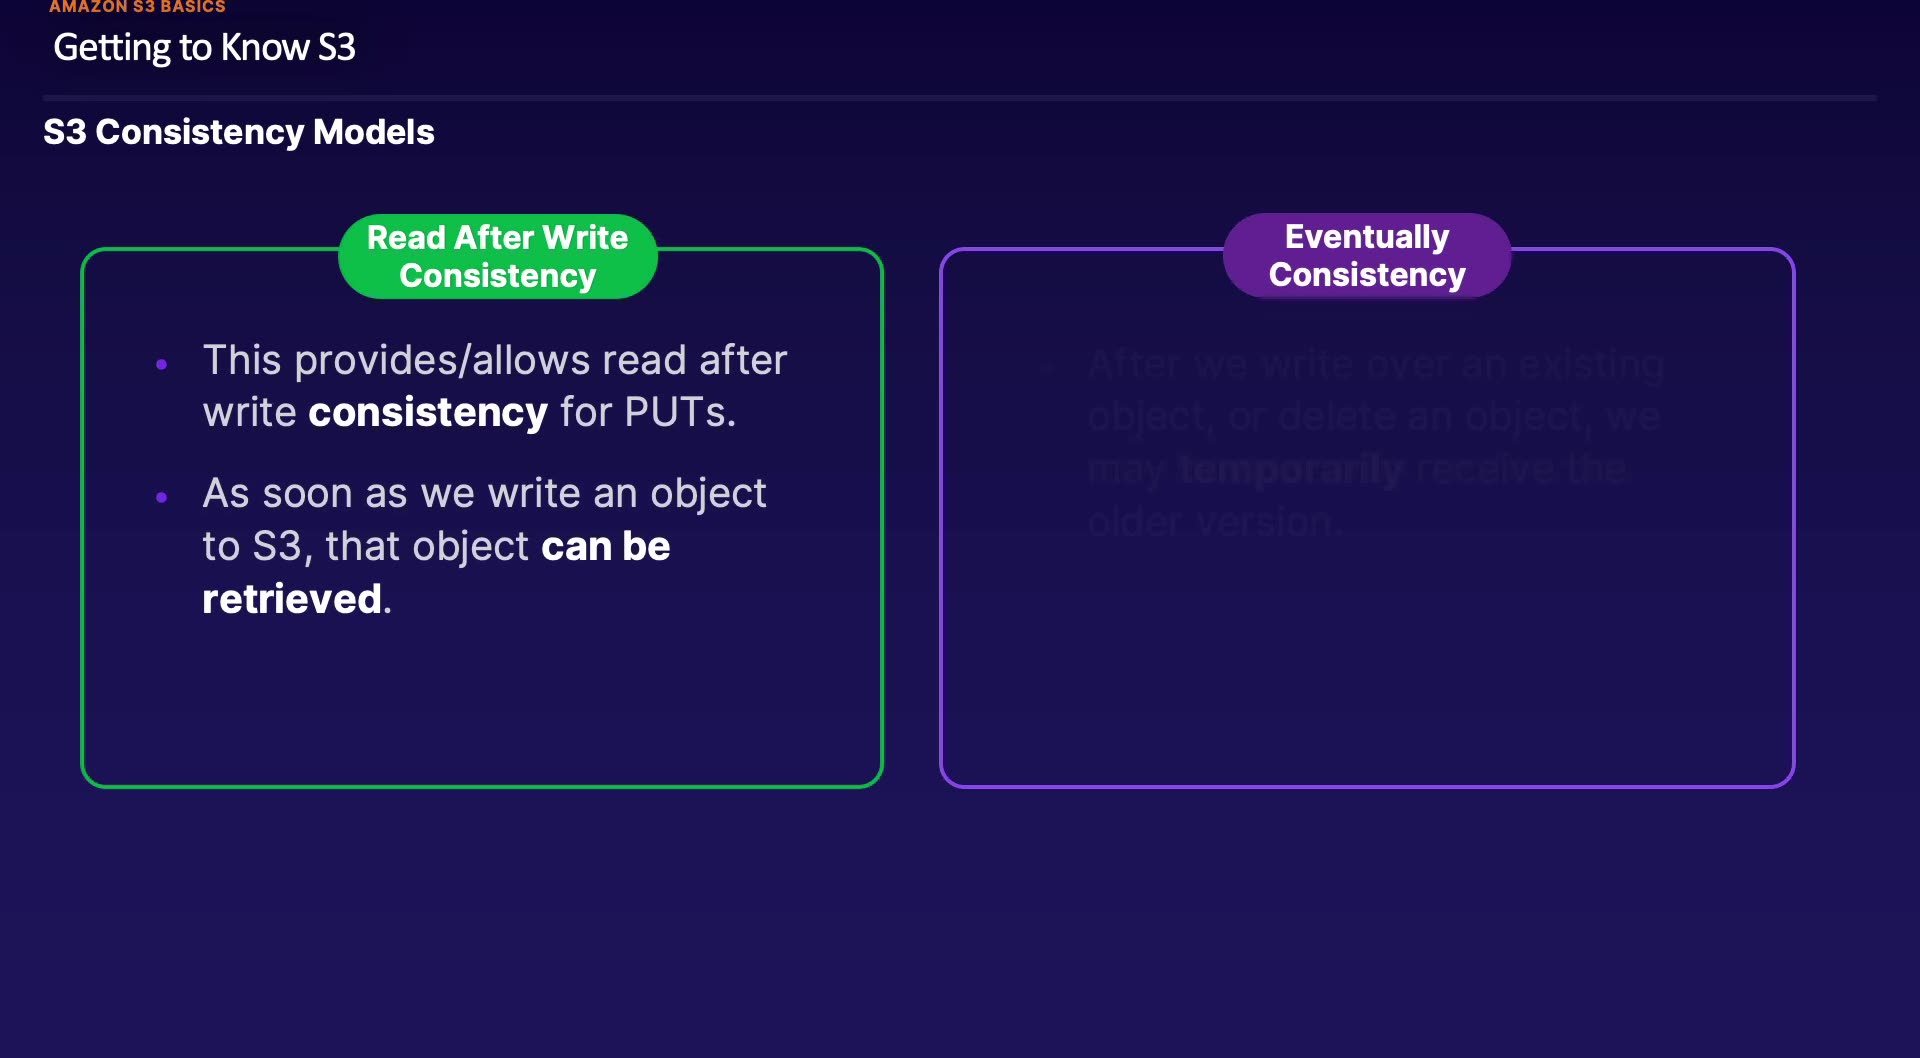 AMAZON S3 BASICS
Getting to Know S3
S3 Consistency Models
Read After Write
Consistency
• This provides/allows read after
write consistency for PUTs.
• As soon as we write an object
to S3, that object can be
retrieved.
Eventually
Consistency
• After we write over an existing
object, or delete an object, we
may temporarily receive the
older version.